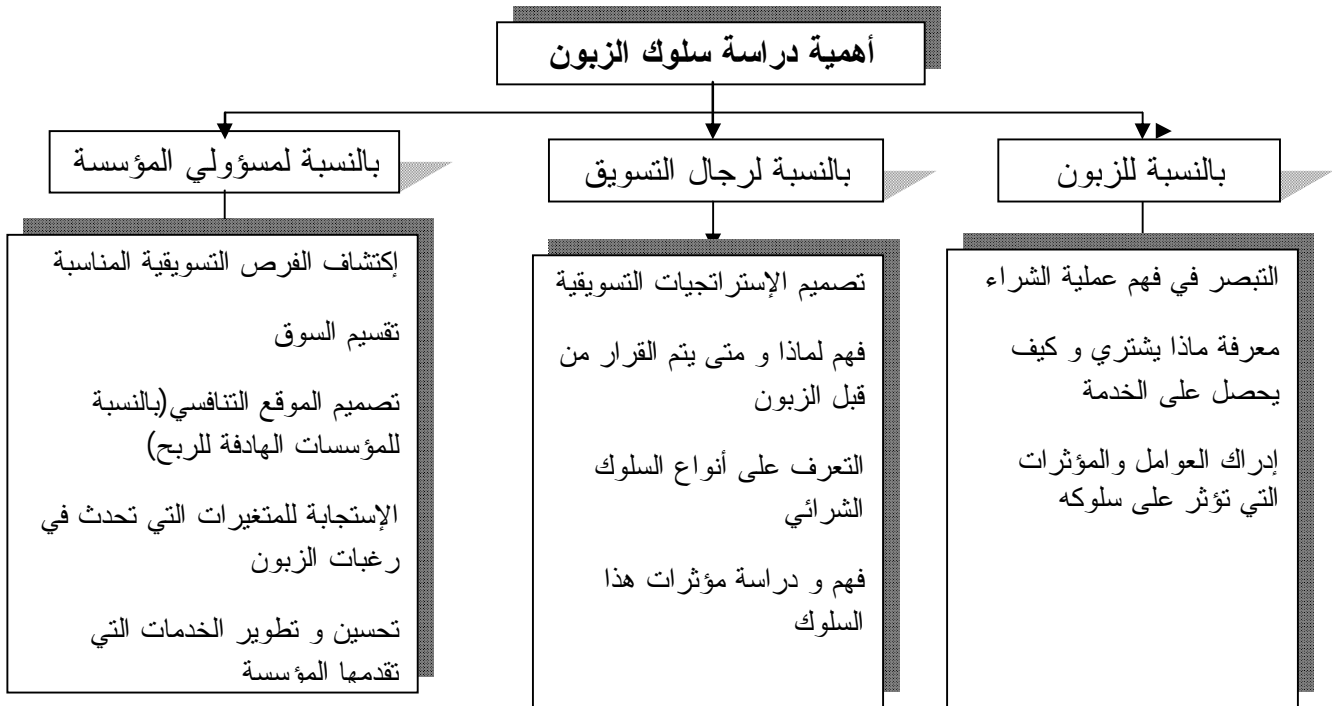 أهمية دراسة سلوك الزبون
بالنسبة للزبون
بالنسبة لرجال التسويق
بالنسبة لمسؤولي المؤسسة
التبصر في فهم عملية الشراء
معرفة ماذا يشتري و كيف
يحصل على الخدمة
إدراك العوامل والمؤثرات
التي تؤثر على سلوكه
تصميم الإستراتجيات التسويقية
فهم لماذا و متى يتم القرار من
قبل الزبون
التعرف على أنواع السلوك
الشرائي
فهم و دراسة مؤثرات هذا
السلوك
إكتشاف الفرص التسويقية المناسبة
تقسيم السوق
تصميم الموقع التنافسي(بالنسبة
للمؤسسات الهادفة للربح)
الإستجابة للمتغيرات التي تحدث في
رغبات الزبون
تحسين و تطوير الخدمات التي
تقدمها المؤسسة